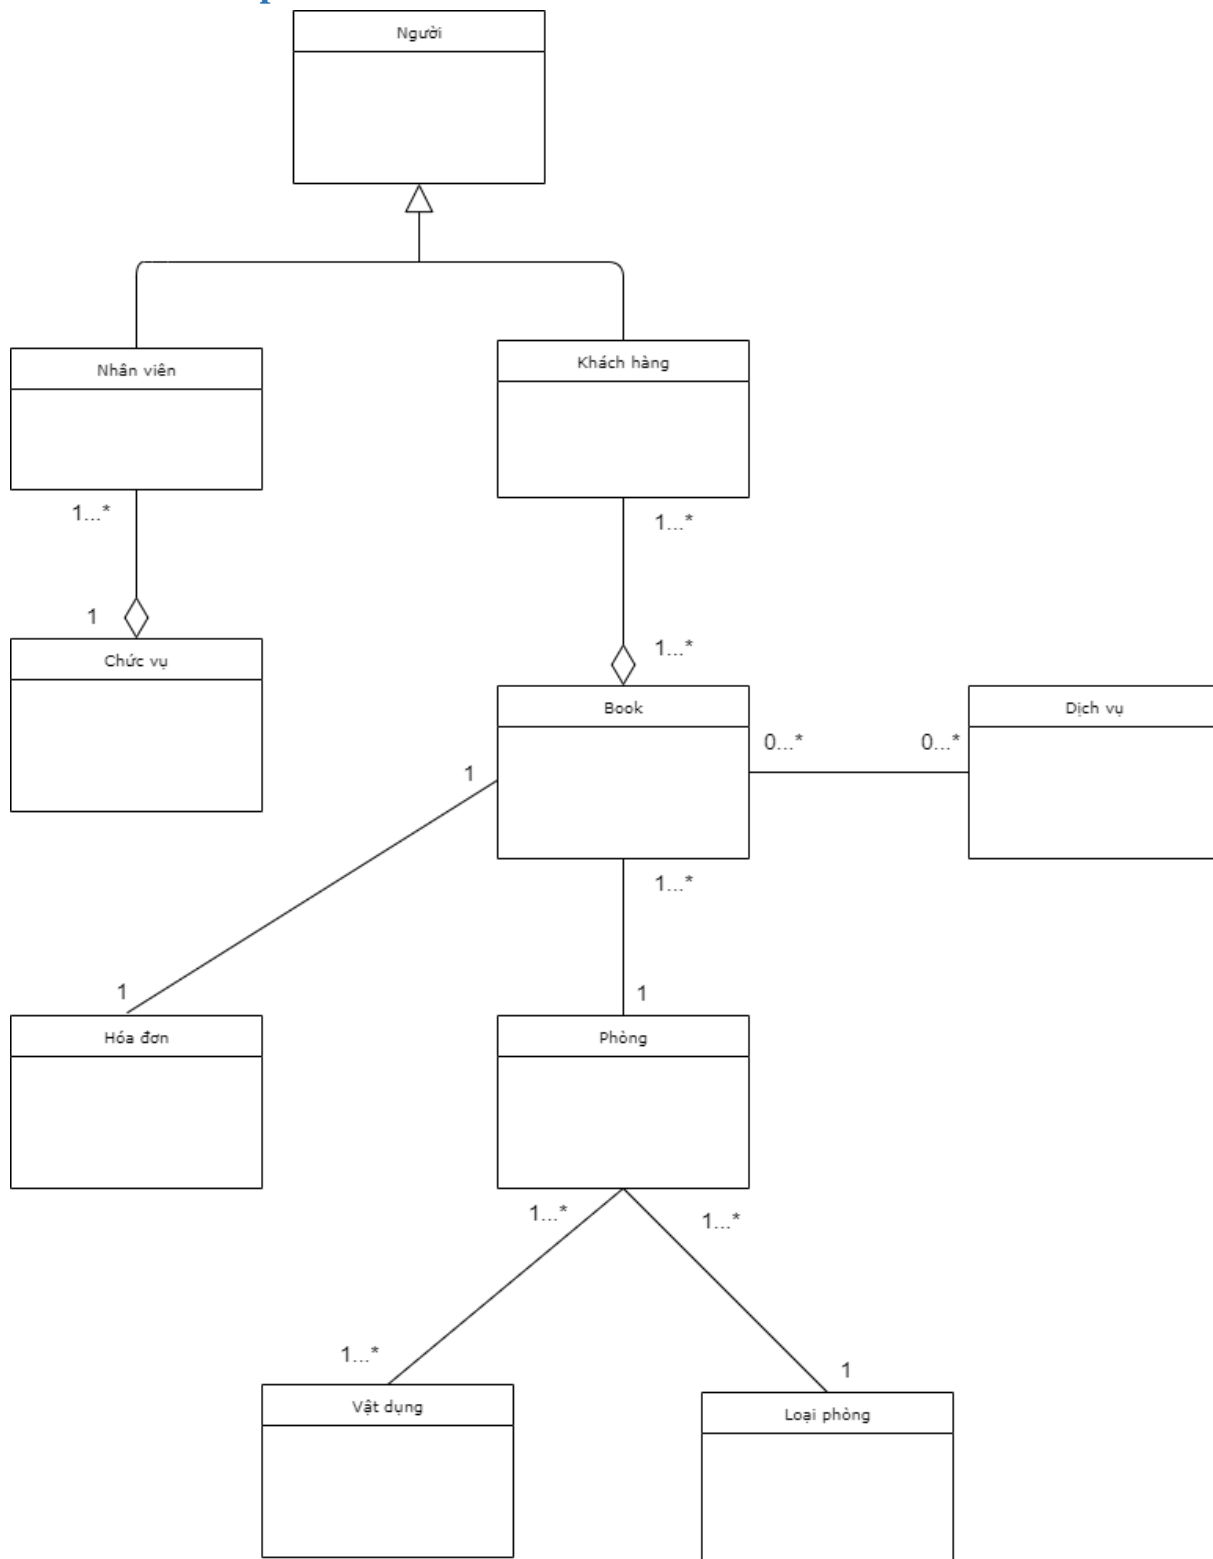 Người
Nhân viên
Khách hàng
1...*
1...*
1
1...*
Chức vụ
Book
Dịch vụ
0...*
0...*
1
1...*
1
1
Hóa đơn
Phòng
1...*
1...*
1...*
1
Vật dụng
Loại phòng